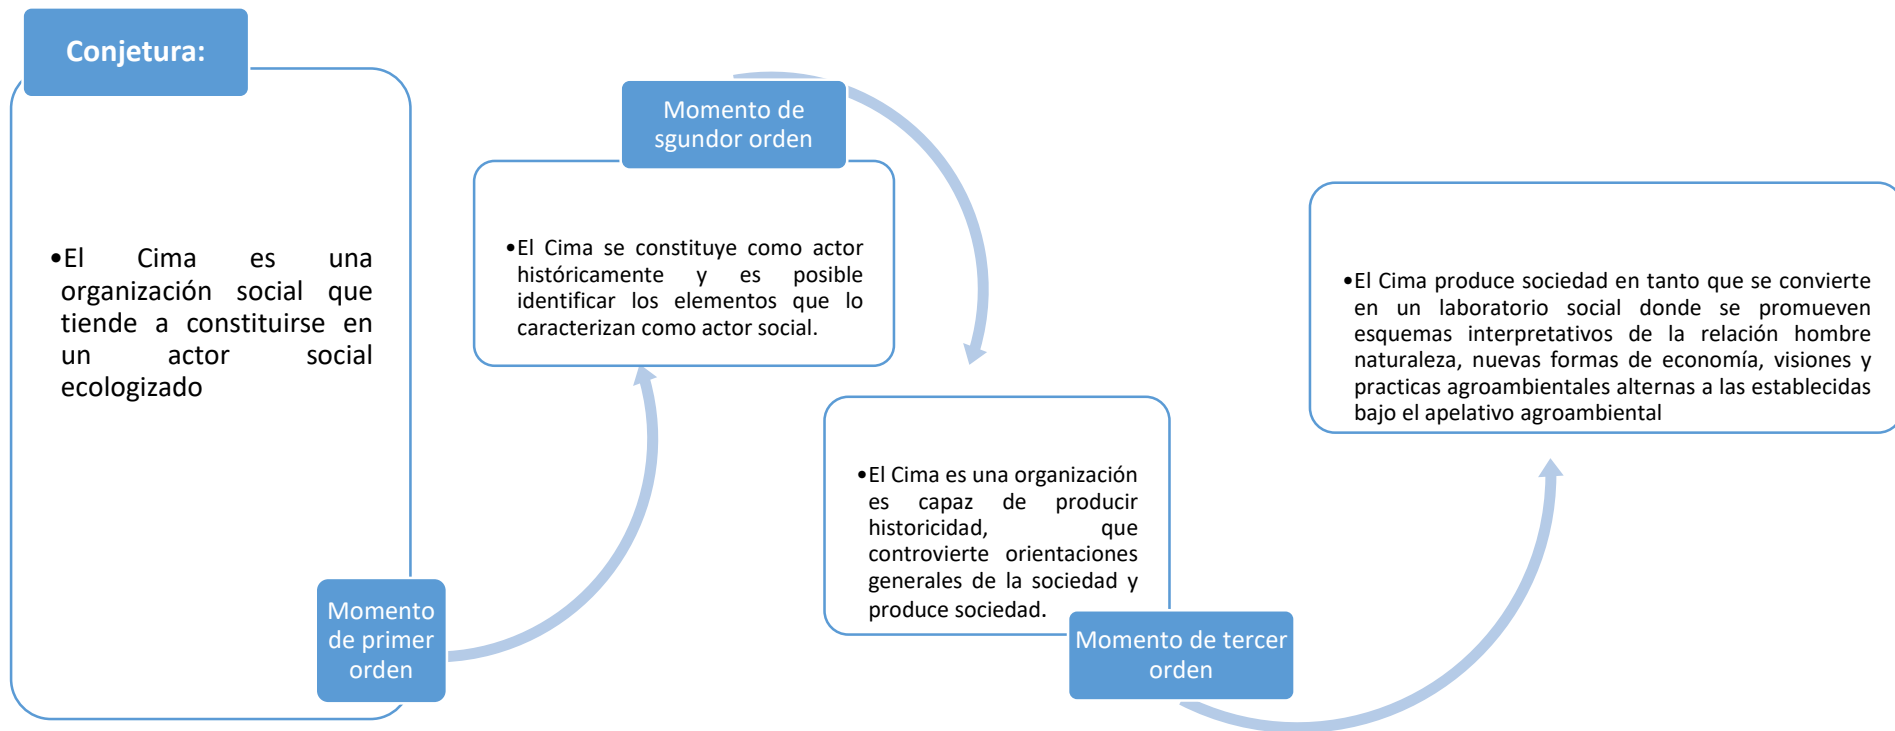 Conjetura:
•El Cima es una
organización social que
tiende a constituirse en
un actor social
ecologizado
Momento
de primer
orden
Momento de
sgundor orden
•El Cima se constituye como actor
históricamente y es posible
identificar los elementos que lo
caracterizan como actor social.
•El Cima es una organización
es capaz de producir
historicidad, que
controvierte orientaciones
generales de la sociedad y
produce sociedad.
Momento de tercer
orden
•El Cima produce sociedad en tanto que se convierte
en un laboratorio social donde se promueven
esquemas interpretativos de la relación hombre
naturaleza, nuevas formas de economía, visiones y
practicas agroambientales alternas a las establecidas
bajo el apelativo agroambiental